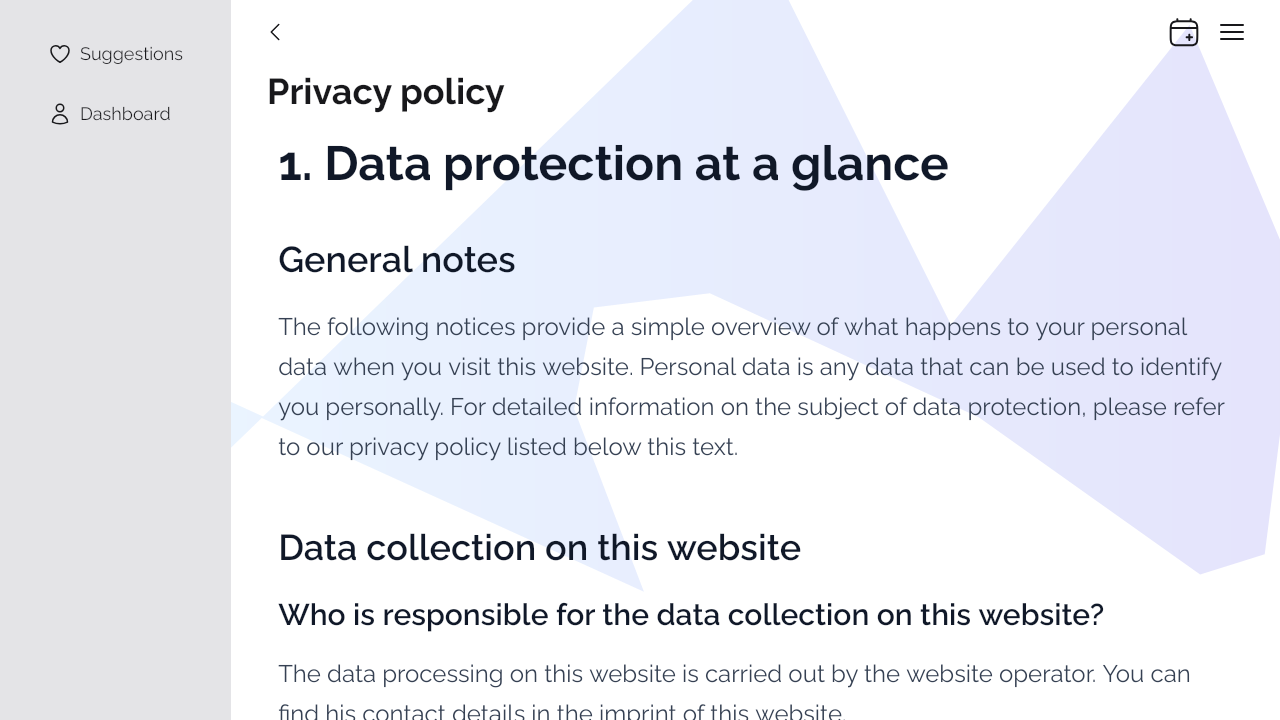 Suggestions
Dashboard
Privacy policy
1. Data protection at a glance
General notes
The following notices provide a simple overview of what happens to your personal
data when you visit this website. Personal data is any data that can be used to identify
you personally. For detailed information on the subject of data protection, please refer
to our privacy policy listed below this text.
Data collection on this website
Who is responsible for the data collection on this website?
The data processing on this website is carried out by the website operator. You can
find his contact details in the imprint of this website.